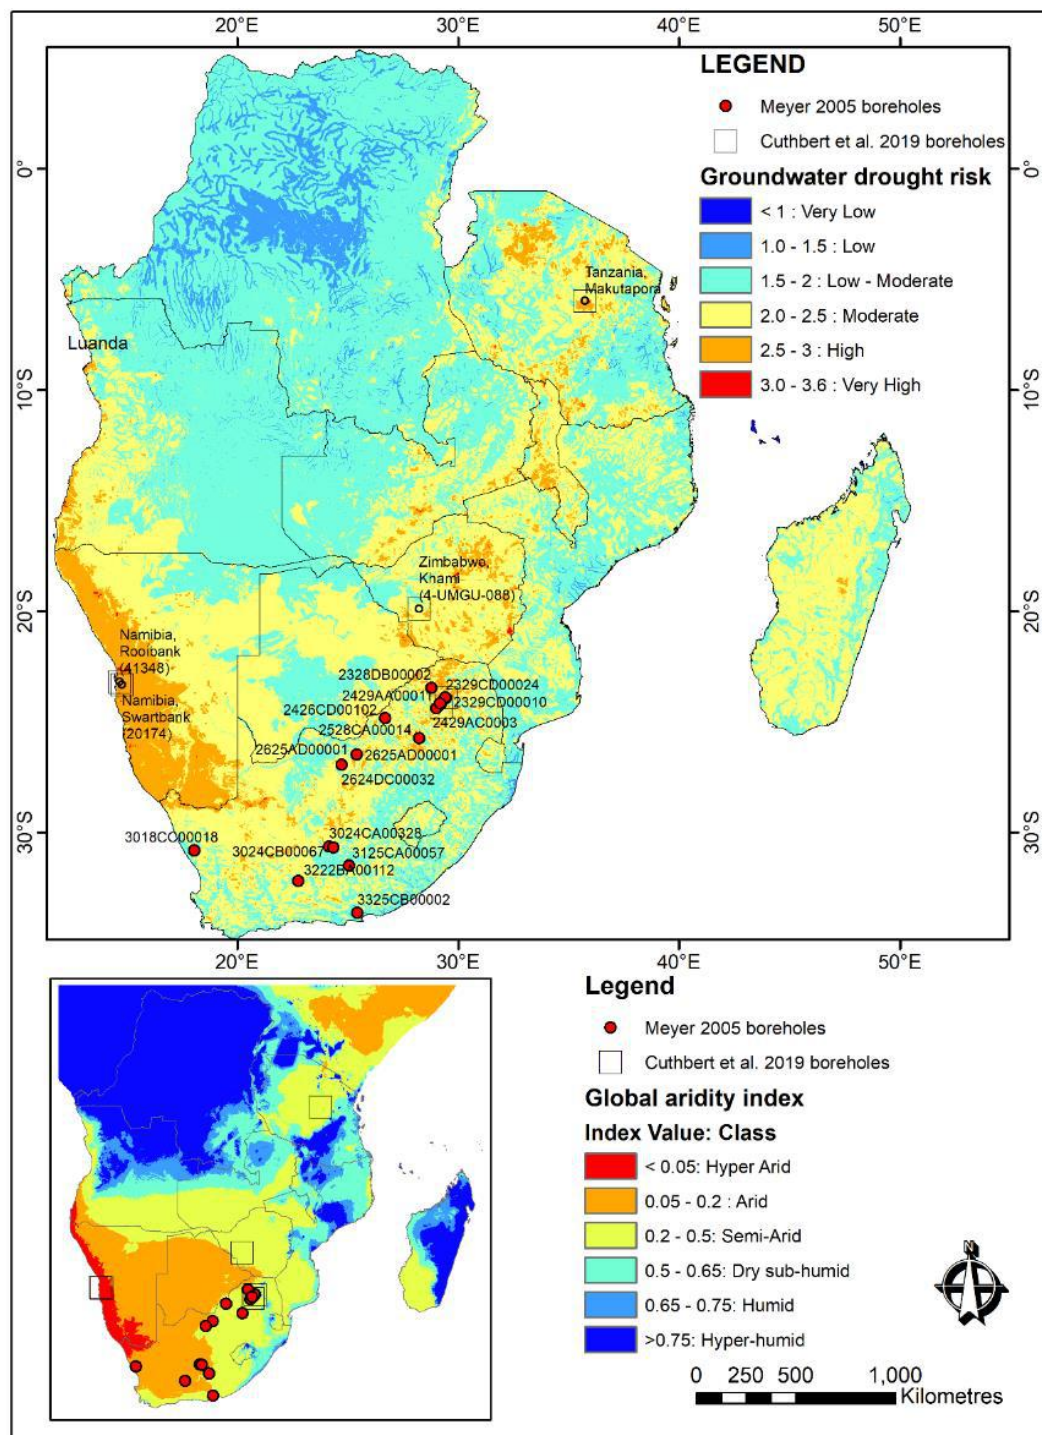 20°E 30°E 40°E 50°E
LEGEND
Meyer 2005 boreholes
Cuthbert et al. 2019 boreholes
Groundwater drought risk
< 1 : Very Low
1.0 - 1.5 : Low
1.5 - 2 : Low - Moderate
2.0 - 2.5 : Moderate
2.5 - 3 : High
3.0 - 3.6 : Very High
0° 0°
10°S 10°S
20°S 20°S
30°S 30°S
Tanzania,
Makutapora
Luanda
Zimbabwe,
Khami
(4-UMGU-088)
Namibia,
Rooibank
(41348)
Namibia,
Swartbank
(20174)
2328DB00002
2329CD00024
2429AA0001
2329CD00010
2426CD00102
2429AC0003
2528CA00014
2625AD00001
2625AD00001
2624DC00032
3018CC00018
3024CA00328
3024CB00067
3125CA00057
3222BA00112
3325CB00002
20°E 30°E 40°E 50°E
Legend
Meyer 2005 boreholes
Cuthbert et al. 2019 boreholes
Global aridity index
Index Value: Class
< 0.05: Hyper Arid
0.05 - 0.2 : Arid
0.2 - 0.5: Semi-Arid
0.5 - 0.65: Dry sub-humid
0.65 - 0.75: Humid
>0.75: Hyper-humid
N
0 250 500 1,000
Kilometres